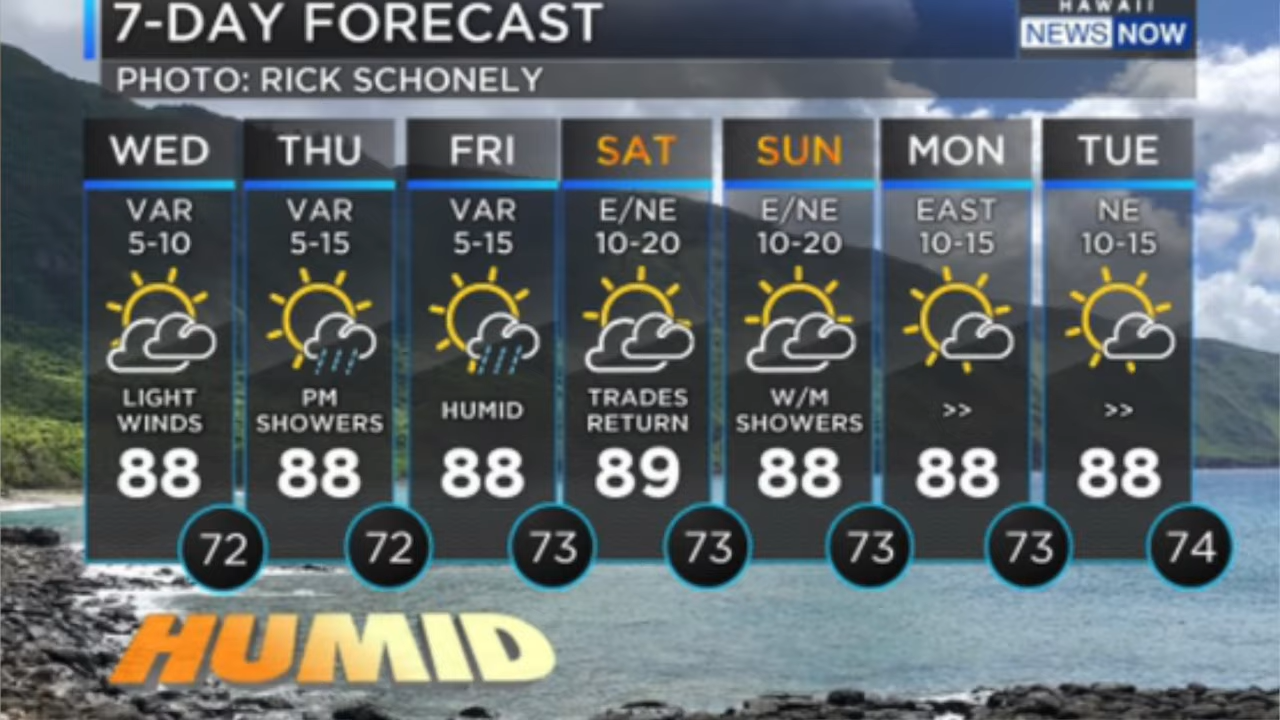 HAWAII
7-DAY FORECAST
NEWS NOW
PHOTO: RICK SCHONELY
WED THU FRI SAT SUN MON TUE
VAR VAR VAR E/NE E/NE EAST NE
5-10 5-15 5-15 10-20 10-20 10-15 10-15
LIGHT PM TRADES W/M
HUMID >> >>
WINDS SHOWERS RETURN SHOWERS
88 88 88 89 88 88 88
72 72 73 73 73 73 74
HUMID